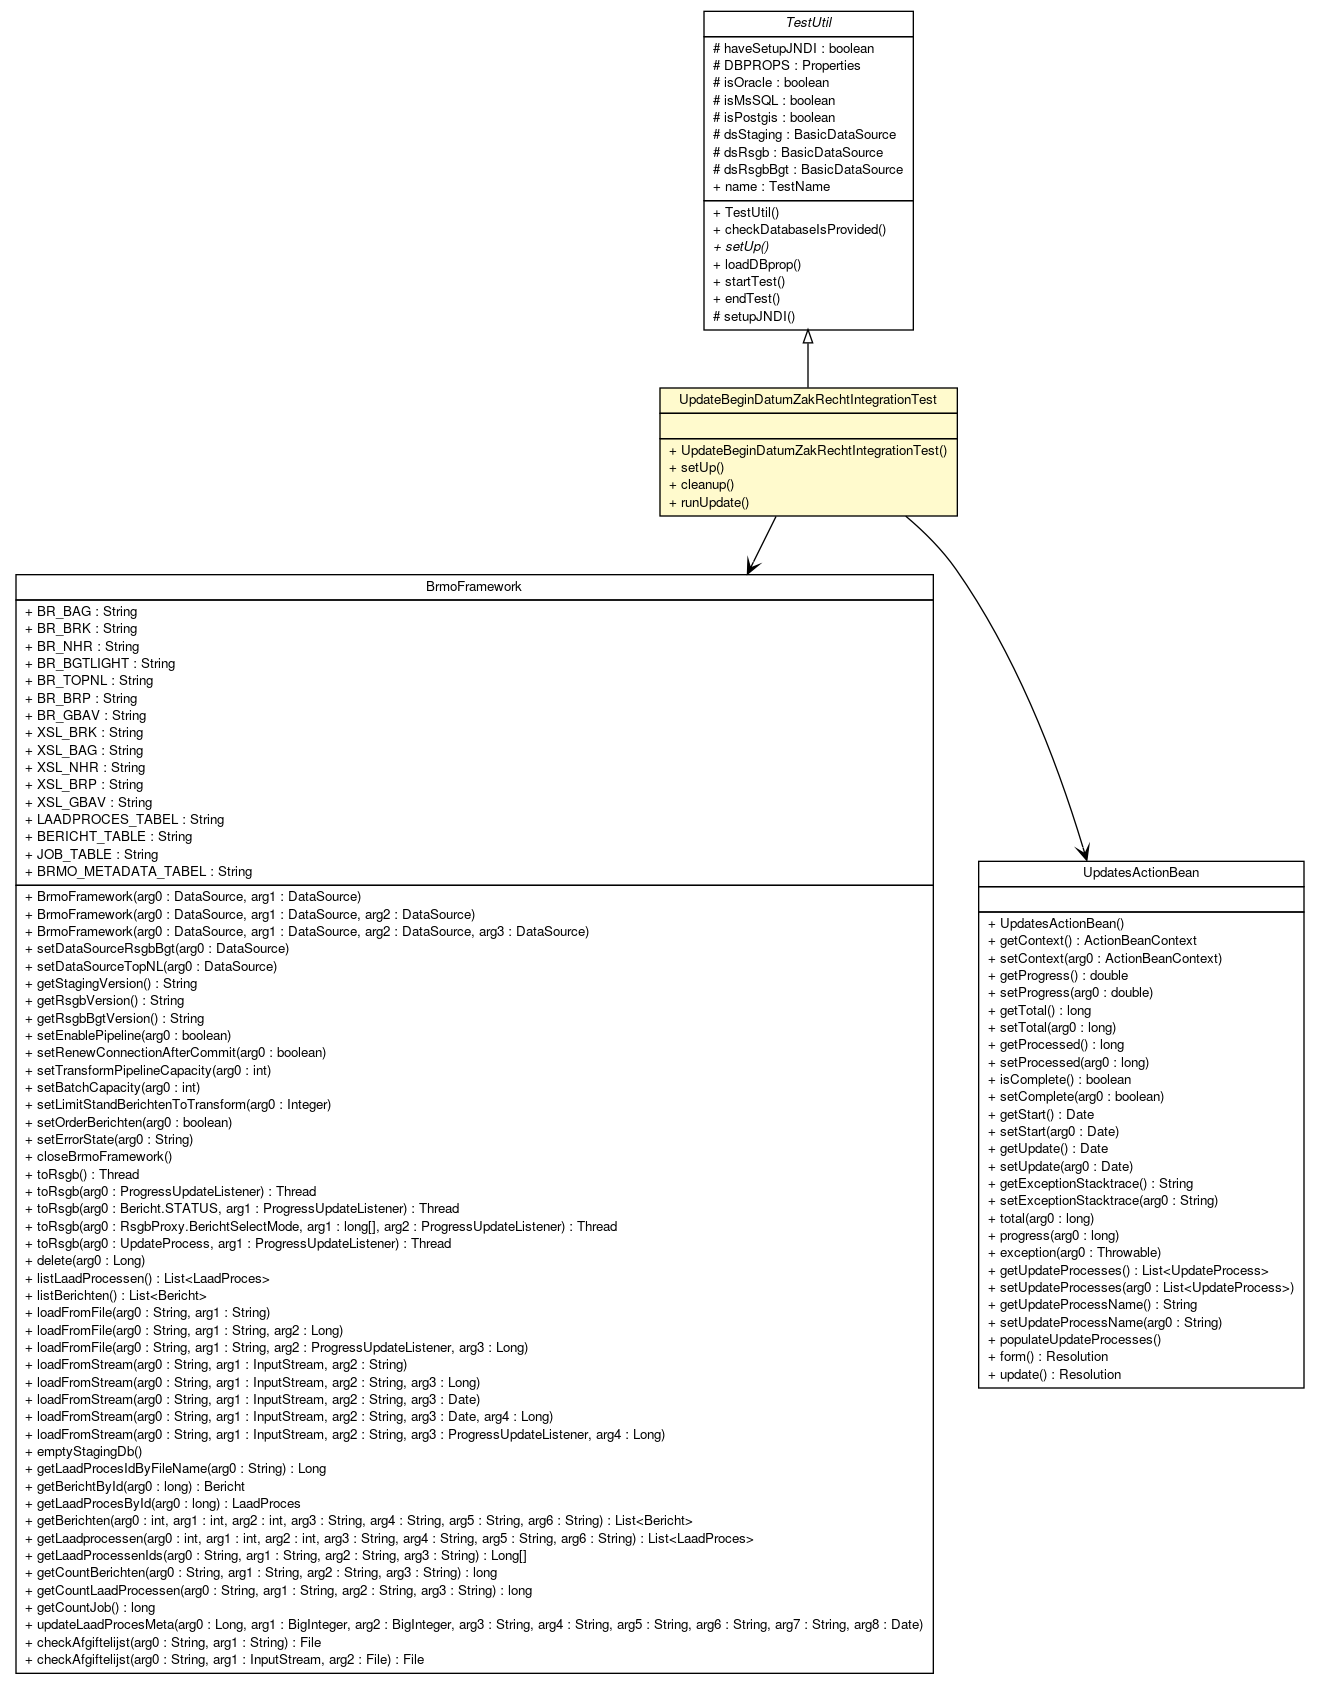 TestUtil
# haveSetupJNDI : boolean
# DBPROPS : Properties
# isOracle : boolean
# isMsSQL : boolean
# isPostgis : boolean
# dsStaging : BasicDataSource
# dsRsgb : BasicDataSource
# dsRsgbBgt : BasicDataSource
+ name : TestName
+ TestUtil()
+ checkDatabaseIsProvided()
+ setUp()
+ loadDBprop()
+ startTest()
+ endTest()
# setupJNDI()
UpdateBeginDatumZakRechtIntegrationTest
+ UpdateBeginDatumZakRechtIntegrationTest()
+ setUp()
+ cleanup()
+ runUpdate()
BrmoFramework
+ BR_BAG : String
+ BR_BRK : String
+ BR_NHR : String
+ BR_BGTLIGHT : String
+ BR_TOPNL : String
+ BR_BRP : String
+ BR_GBAV : String
+ XSL_BRK : String
+ XSL_BAG : String
+ XSL_NHR : String
+ XSL_BRP : String
+ XSL_GBAV : String
+ LAADPROCES_TABEL : String
+ BERICHT_TABLE : String
+ JOB_TABLE : String
+ BRMO_METADATA_TABEL : String
+ BrmoFramework(arg0 : DataSource, arg1 : DataSource)
+ BrmoFramework(arg0 : DataSource, arg1 : DataSource, arg2 : DataSource)
+ BrmoFramework(arg0 : DataSource, arg1 : DataSource, arg2 : DataSource, arg3 : DataSource)
+ setDataSourceRsgbBgt(arg0 : DataSource)
+ setDataSourceTopNL(arg0 : DataSource)
+ getStagingVersion() : String
+ getRsgbVersion() : String
+ getRsgbBgtVersion() : String
+ setEnablePipeline(arg0 : boolean)
+ setRenewConnectionAfterCommit(arg0 : boolean)
+ setTransformPipelineCapacity(arg0 : int)
+ setBatchCapacity(arg0 : int)
+ setLimitStandBerichtenToTransform(arg0 : Integer)
+ setOrderBerichten(arg0 : boolean)
+ setErrorState(arg0 : String)
+ closeBrmoFramework()
+ toRsgb() : Thread
+ toRsgb(arg0 : ProgressUpdateListener) : Thread
+ toRsgb(arg0 : Bericht.STATUS, arg1 : ProgressUpdateListener) : Thread
+ toRsgb(arg0 : RsgbProxy.BerichtSelectMode, arg1 : long[], arg2 : ProgressUpdateListener) : Thread
+ toRsgb(arg0 : UpdateProcess, arg1 : ProgressUpdateListener) : Thread
+ delete(arg0 : Long)
+ listLaadProcessen() : List<LaadProces>
+ listBerichten() : List<Bericht>
+ loadFromFile(arg0 : String, arg1 : String)
+ loadFromFile(arg0 : String, arg1 : String, arg2 : Long)
+ loadFromFile(arg0 : String, arg1 : String, arg2 : ProgressUpdateListener, arg3 : Long)
+ loadFromStream(arg0 : String, arg1 : InputStream, arg2 : String)
+ loadFromStream(arg0 : String, arg1 : InputStream, arg2 : String, arg3 : Long)
+ loadFromStream(arg0 : String, arg1 : InputStream, arg2 : String, arg3 : Date)
+ loadFromStream(arg0 : String, arg1 : InputStream, arg2 : String, arg3 : Date, arg4 : Long)
+ loadFromStream(arg0 : String, arg1 : InputStream, arg2 : String, arg3 : ProgressUpdateListener, arg4 : Long)
+ emptyStagingDb()
+ getLaadProcesIdByFileName(arg0 : String) : Long
+ getBerichtById(arg0 : long) : Bericht
+ getLaadProcesById(arg0 : long) : LaadProces
+ getBerichten(arg0 : int, arg1 : int, arg2 : int, arg3 : String, arg4 : String, arg5 : String, arg6 : String) : List<Bericht>
+ getLaadprocessen(arg0 : int, arg1 : int, arg2 : int, arg3 : String, arg4 : String, arg5 : String, arg6 : String) : List<LaadProces>
+ getLaadProcessenIds(arg0 : String, arg1 : String, arg2 : String, arg3 : String) : Long[]
+ getCountBerichten(arg0 : String, arg1 : String, arg2 : String, arg3 : String) : long
+ getCountLaadProcessen(arg0 : String, arg1 : String, arg2 : String, arg3 : String) : long
+ getCountJob() : long
+ updateLaadProcesMeta(arg0 : Long, arg1 : BigInteger, arg2 : BigInteger, arg3 : String, arg4 : String, arg5 : String, arg6 : String, arg7 : String, arg8 : Date)
+ checkAfgiftelijst(arg0 : String, arg1 : String) : File
+ checkAfgiftelijst(arg0 : String, arg1 : InputStream, arg2 : File) : File
UpdatesActionBean
+ UpdatesActionBean()
+ getContext() : ActionBeanContext
+ setContext(arg0 : ActionBeanContext)
+ getProgress() : double
+ setProgress(arg0 : double)
+ getTotal() : long
+ setTotal(arg0 : long)
+ getProcessed() : long
+ setProcessed(arg0 : long)
+ isComplete() : boolean
+ setComplete(arg0 : boolean)
+ getStart() : Date
+ setStart(arg0 : Date)
+ getUpdate() : Date
+ setUpdate(arg0 : Date)
+ getExceptionStacktrace() : String
+ setExceptionStacktrace(arg0 : String)
+ total(arg0 : long)
+ progress(arg0 : long)
+ exception(arg0 : Throwable)
+ getUpdateProcesses() : List<UpdateProcess>
+ setUpdateProcesses(arg0 : List<UpdateProcess>)
+ getUpdateProcessName() : String
+ setUpdateProcessName(arg0 : String)
+ populateUpdateProcesses()
+ form() : Resolution
+ update() : Resolution